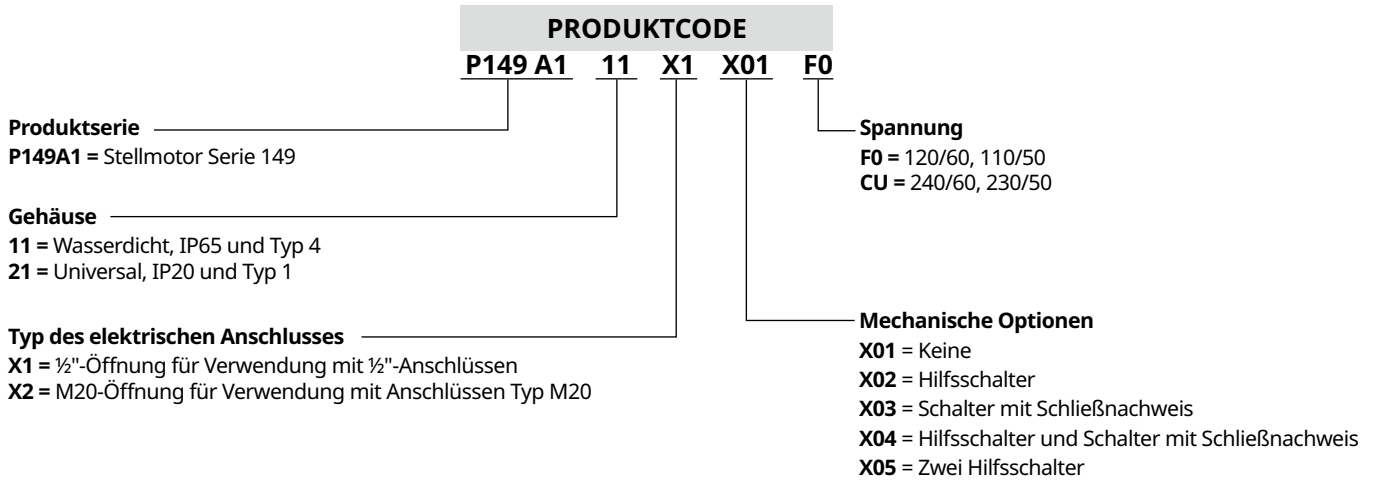 PRODUKTCODE
P149 A1 11 X1 X01 F0
Produktserie
P149A1 = Stellmotor Serie 149
Gehäuse
11 = Wasserdicht, IP65 und Typ 4
21 = Universal, IP20 und Typ 1
Typ des elektrischen Anschlusses
X1 = ½"-Öffnung für Verwendung mit ½"-Anschlüssen
X2 = M20-Öffnung für Verwendung mit Anschlüssen Typ M20
Spannung
F0 = 120/60, 110/50
CU = 240/60, 230/50
Mechanische Optionen
X01 = Keine
X02 = Hilfsschalter
X03 = Schalter mit Schließnachweis
X04 = Hilfsschalter und Schalter mit Schließnachweis
X05 = Zwei Hilfsschalter